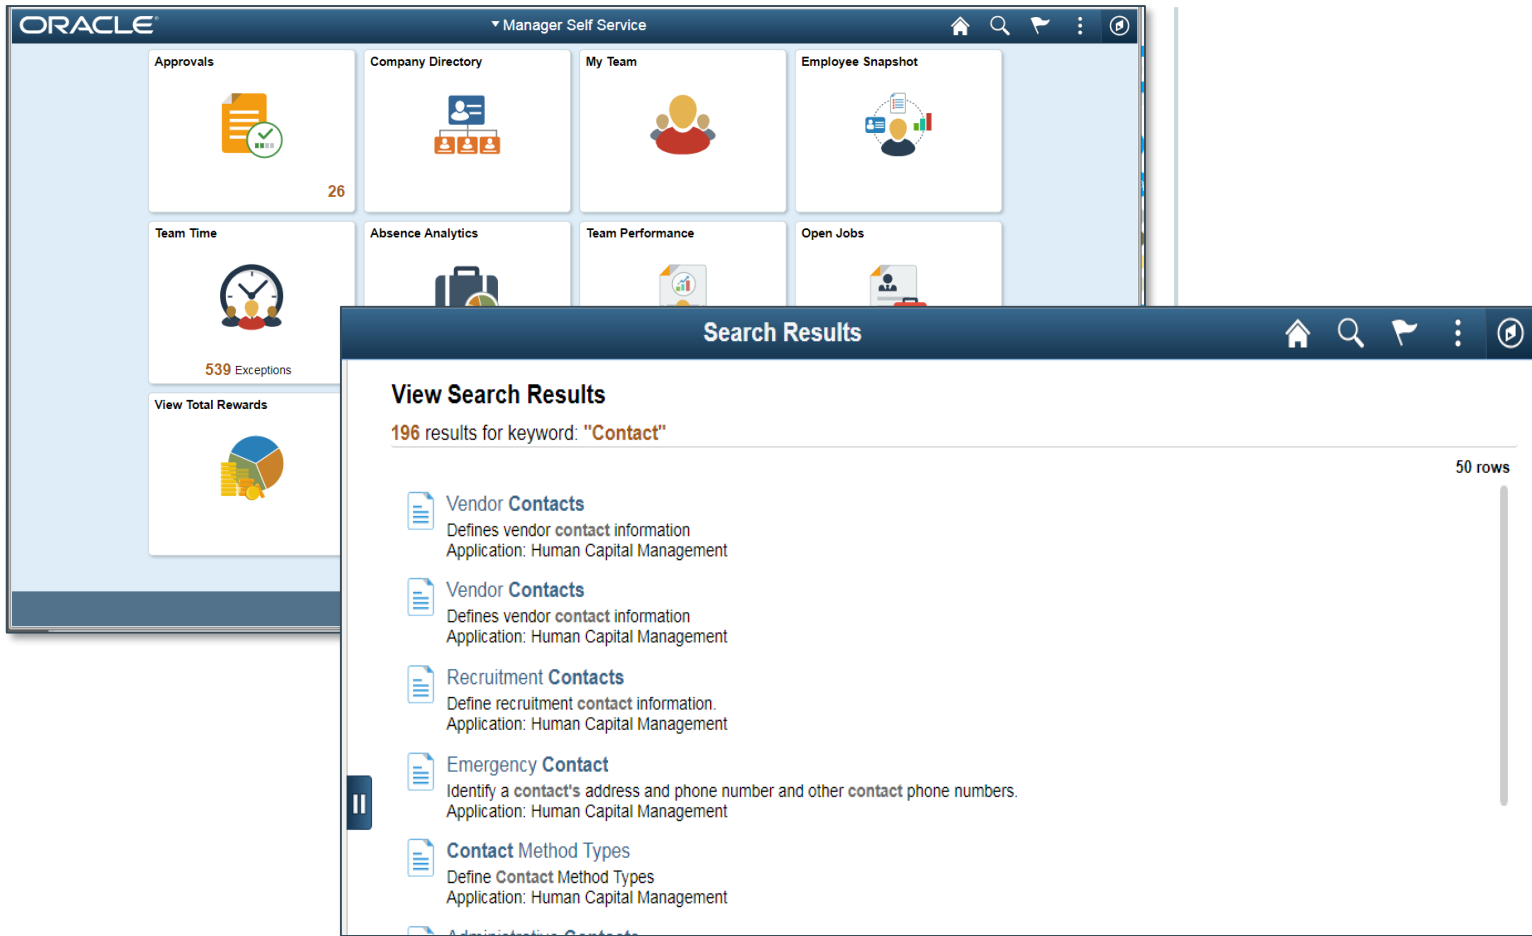 ORACLE
Manager Self Service
Approvals
26
Company Directory
My Team
Employee Snapshot
Team Time
539 Exceptions
Absence Analytics
Team Performance
Open Jobs
View Total Rewards
Search Results
View Search Results
196 results for keyword: "Contact"
50 rows
Vendor Contacts
Defines vendor contact information
Application: Human Capital Management
Vendor Contacts
Defines vendor contact information
Application: Human Capital Management
Recruitment Contacts
Define recruitment contact information.
Application: Human Capital Management
Emergency Contact
Identify a contact's address and phone number and other contact phone numbers.
Application: Human Capital Management
Contact Method Types
Define Contact Method Types
Application: Human Capital Management
Administrative Contacts